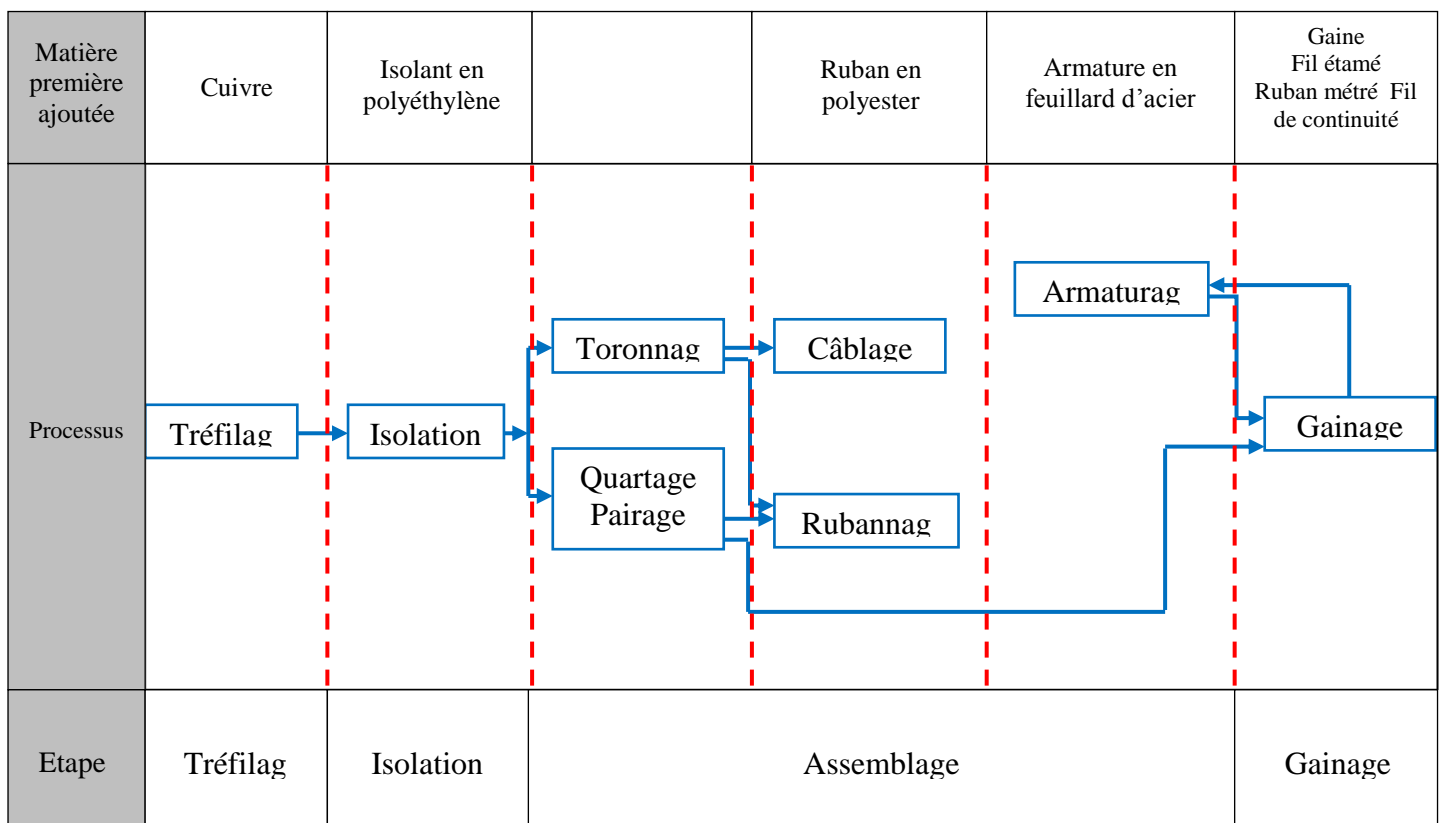 Matière
première
ajoutée
Cuivre
Isolant en
polyéthylène
Ruban en
polyester
Armature en
feuillard d’acier
Gaine
Fil étamé
Ruban métré Fil
de continuité
Processus
Tréfilag
Isolation
Toronnag
Quartage
Pairage
Câblage
Rubannag
Armaturag
Gainage
Etape
Tréfilag
Isolation
Assemblage
Gainage